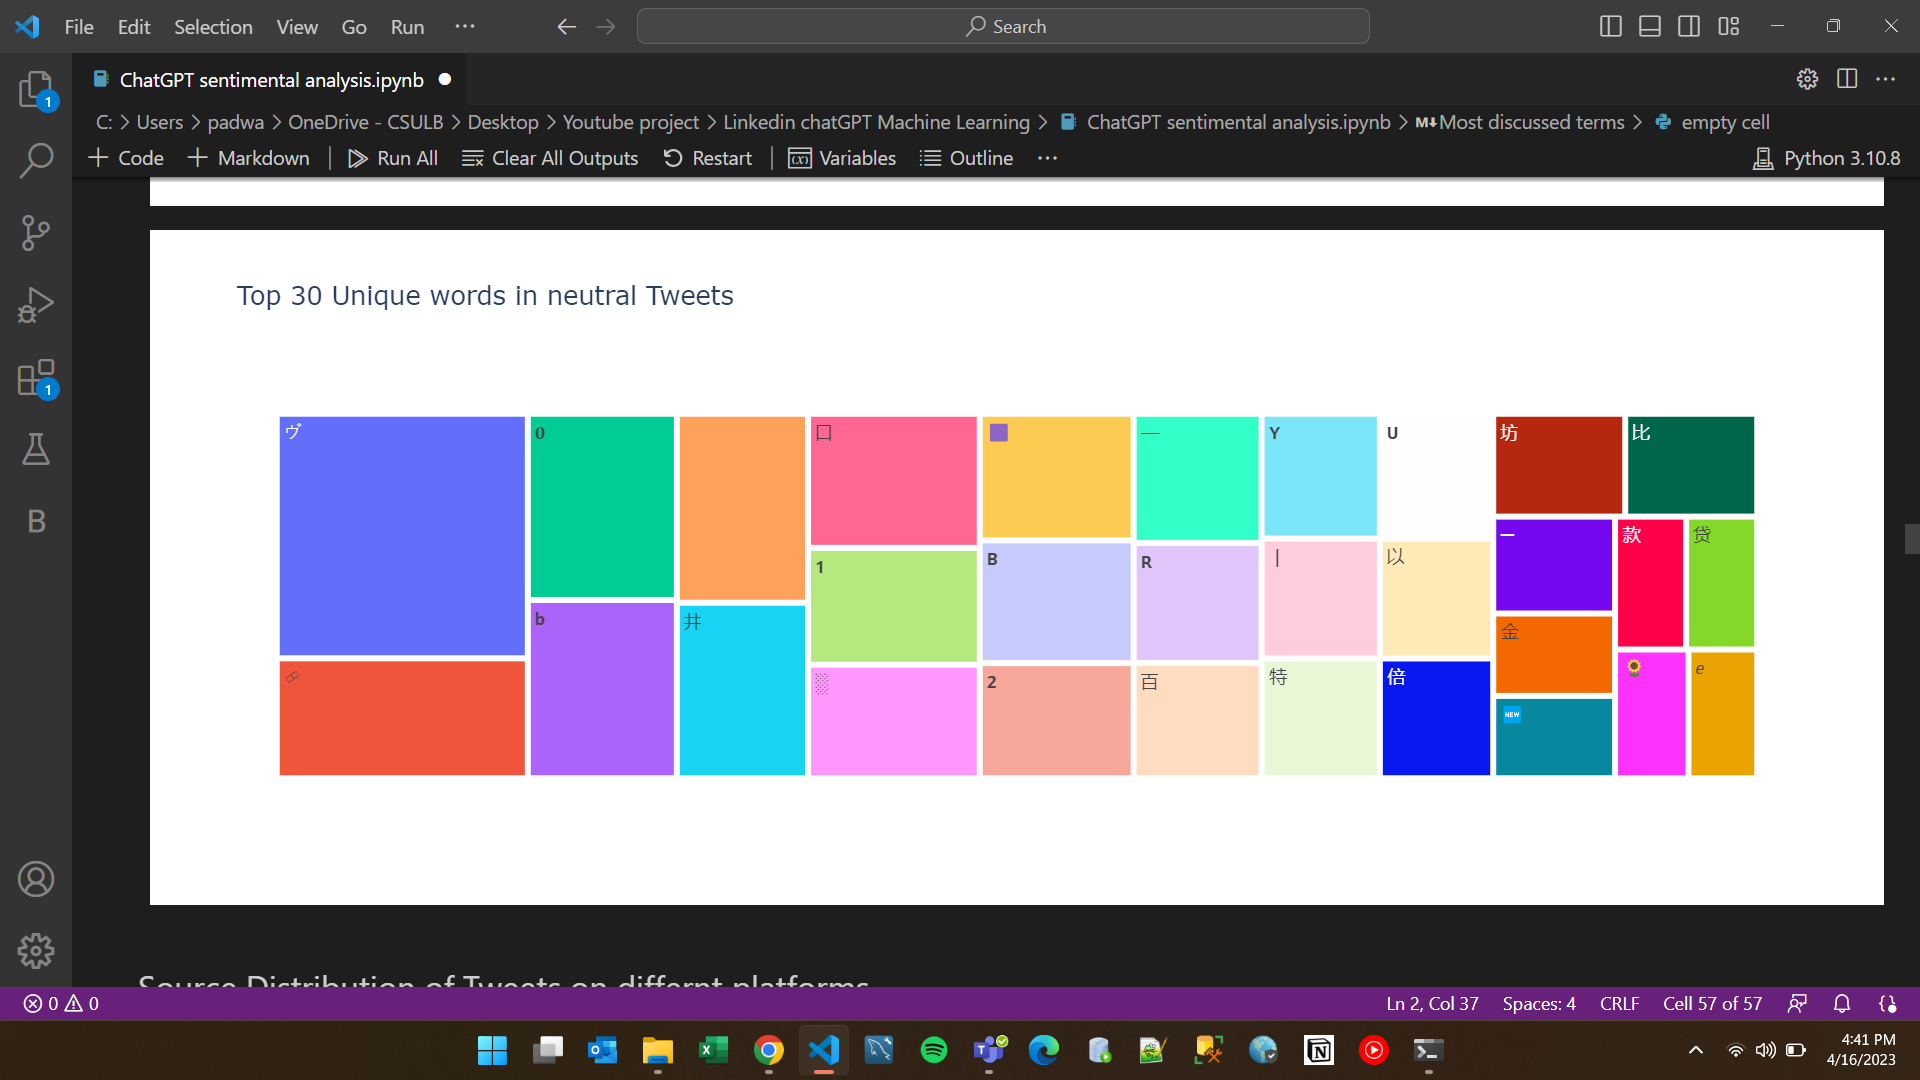 File Edit Selection View Go Run ··· Search
ChatGPT sentimental analysis.ipynb
C: > Users > padwa > OneDrive - CSULB > Desktop > Youtube project > Linkedin chatGPT Machine Learning > ChatGPT sentimental analysis.ipynb > M↓Most discussed terms > empty cell
+ Code + Markdown | Run All Clear All Outputs Restart | (x) Variables Outline ··· Python 3.10.8
1
1
B
Top 30 Unique words in neutral Tweets
ヴ
0
b
井
口
1
░
B
2
—
R
百
Y
|
特
U
以
倍
坊
比
一
款
贷
金
🌻
e
🆕
Source Distribution of Tweets on differnt platforms
0 0 Ln 2, Col 37 Spaces: 4 CRLF Cell 57 of 57
4:41 PM
4/16/2023